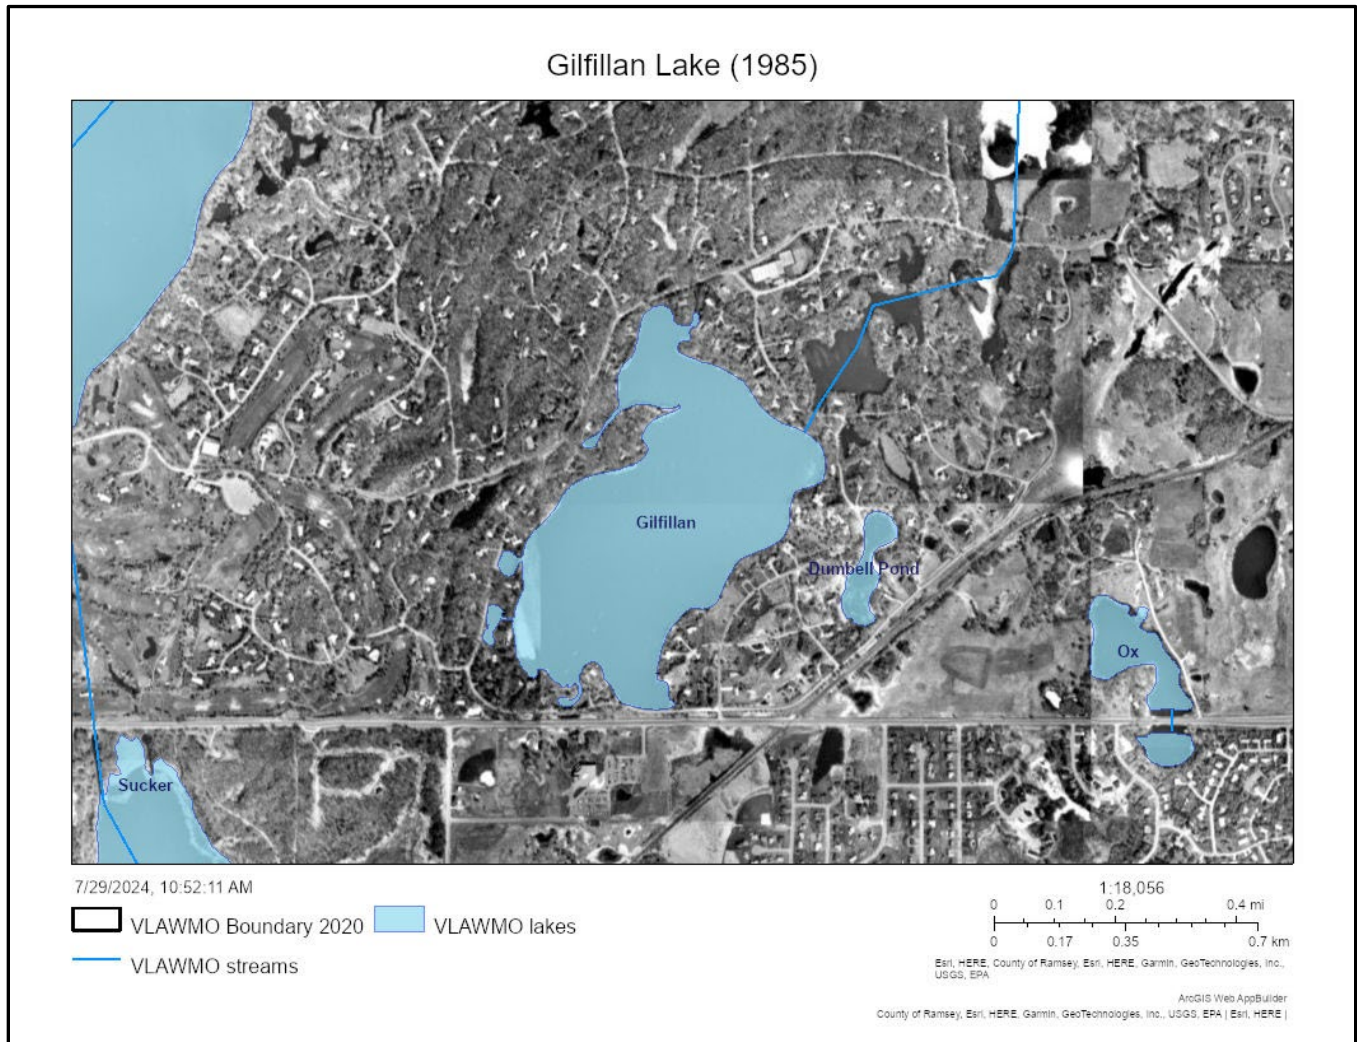 Gilfillan Lake (1985)
Gilfillan
Dumbell Pond
Ox
Sucker
7/29/2024, 10:52:11 AM
VLAWMO Boundary 2020
VLAWMO lakes
VLAWMO streams
1:18,056
0 0.1 0.2 0.4 mi
0 0.17 0.35 0.7 km
Esri, HERE, County of Ramsey, Esri, HERE, Garmin, GeoTechnologies, Inc.,
USGS, EPA
ArcGIS Web AppBuilder
County of Ramsey, Esri, HERE, Garmin, GeoTechnologies, Inc., USGS, EPA | Esri, HERE |